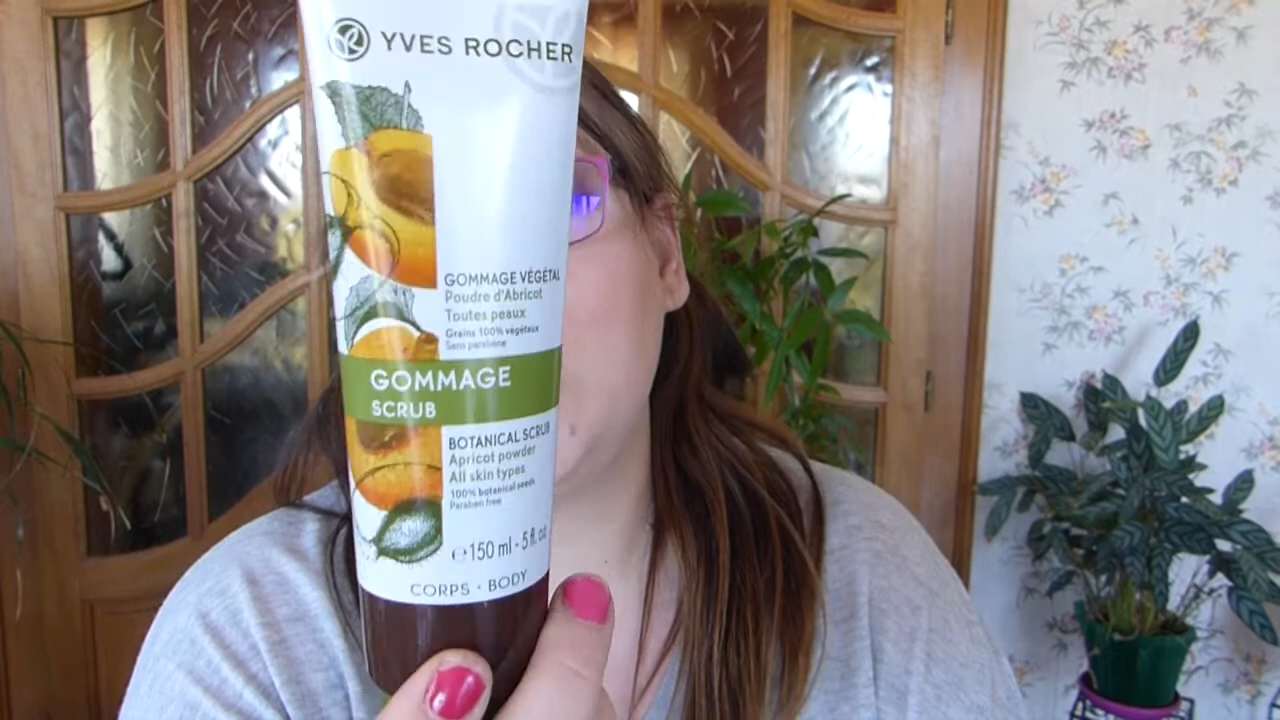 YVES ROCHER
GOMMAGE VÉGÉTAL
Poudre d'Abricot
Toutes peaux
Grains 100% végétaux
Sans parabène
GOMMAGE
SCRUB
BOTANICAL SCRUB
Apricot powder
All skin types
100% botanical seeds
Paraben free
℮150 ml - 5 fl. oz
CORPS • BODY